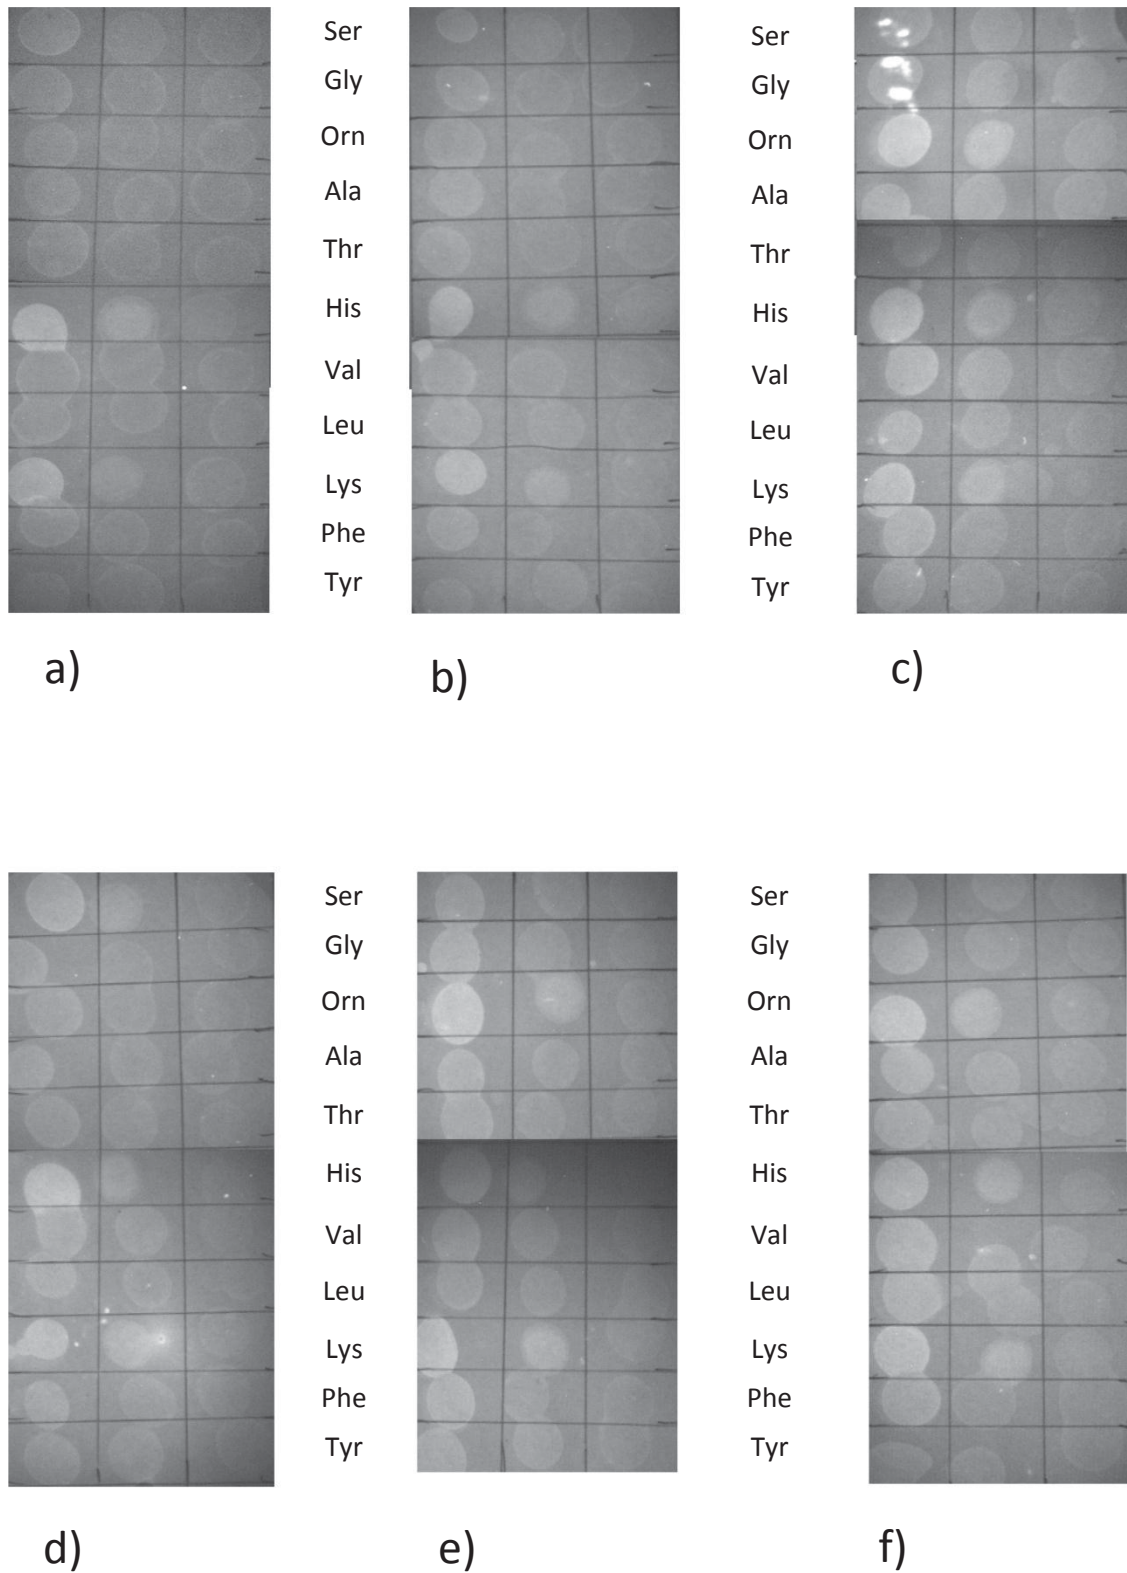 Ser
Gly
Orn
Ala
Thr
His
Val
Leu
Lys
Phe
Tyr
Ser
Gly
Orn
Ala
Thr
His
Val
Leu
Lys
Phe
Tyr
a)
b)
c)
Ser
Gly
Orn
Ala
Thr
His
Val
Leu
Lys
Phe
Tyr
Ser
Gly
Orn
Ala
Thr
His
Val
Leu
Lys
Phe
Tyr
d)
e)
f)